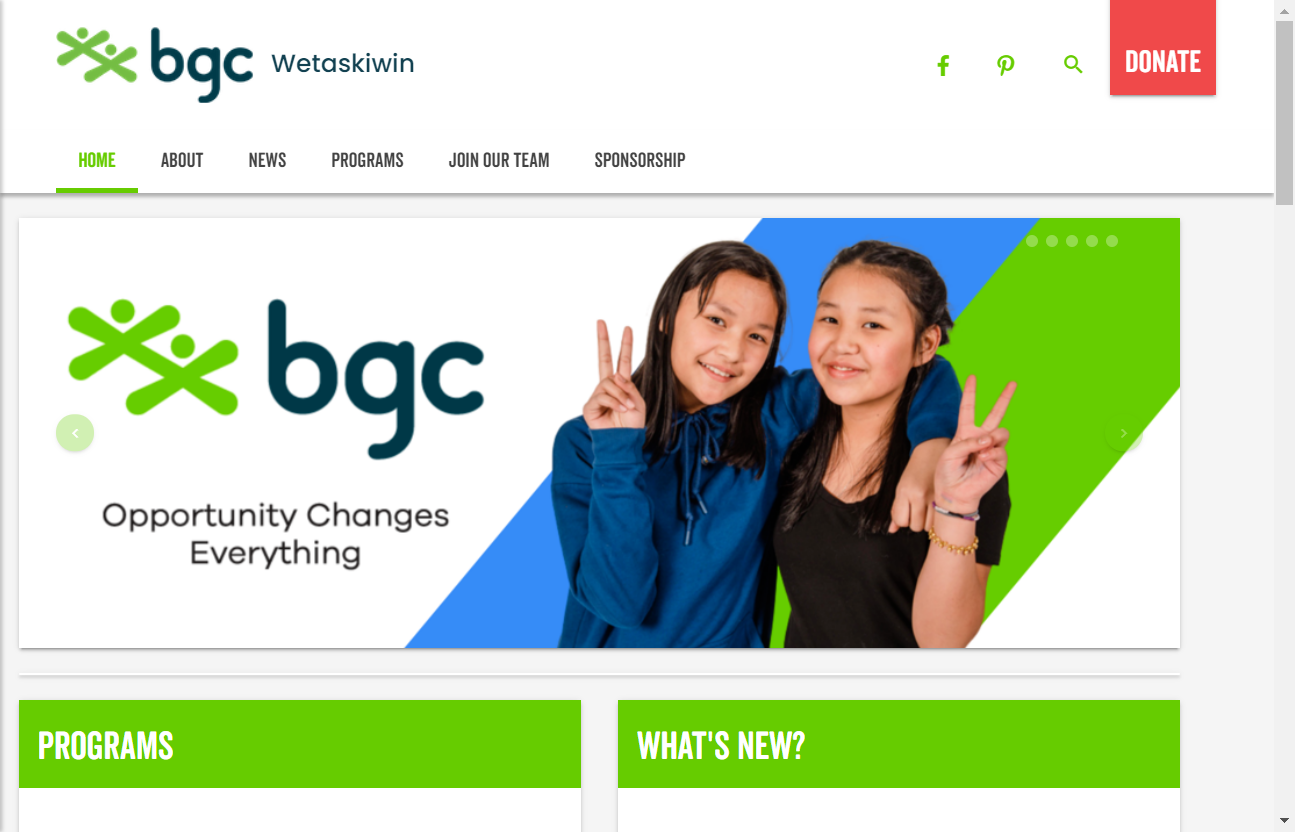 bgc Wetaskiwin
DONATE
HOME ABOUT NEWS PROGRAMS JOIN OUR TEAM SPONSORSHIP
bgc
Opportunity Changes
Everything
PROGRAMS
WHAT'S NEW?